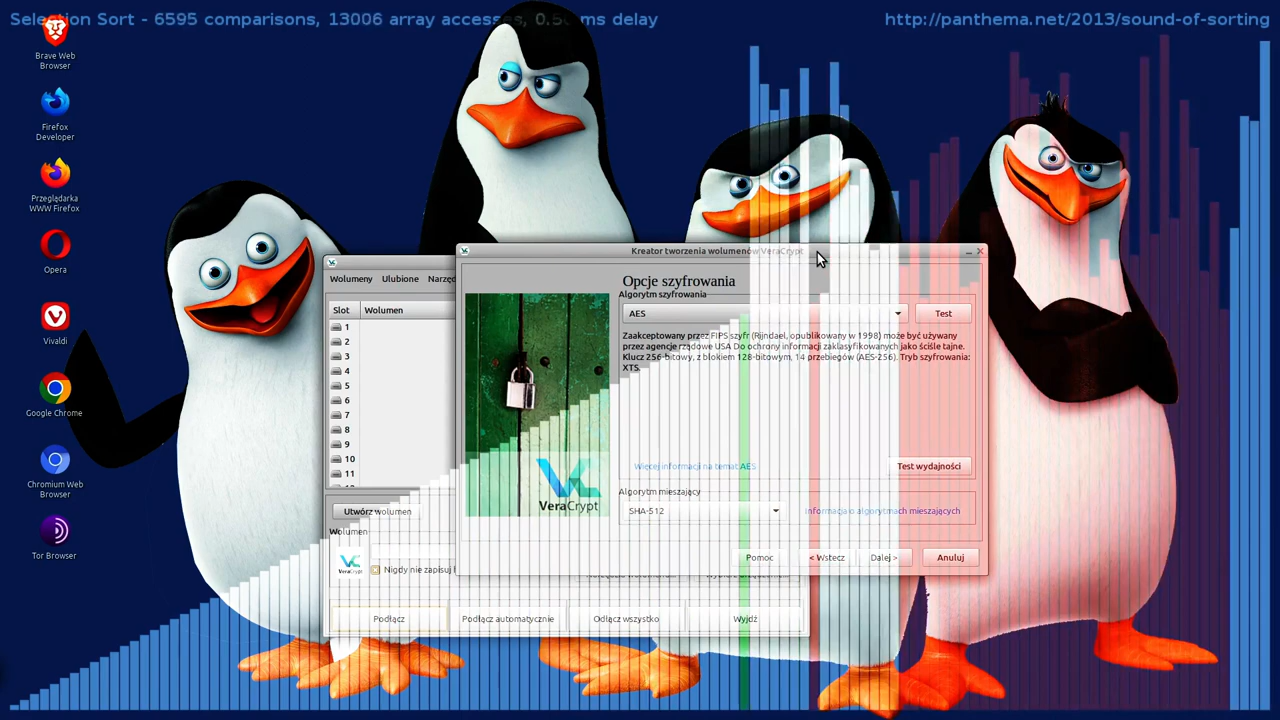 Selection Sort - 6595 comparisons, 13006 array accesses, ms delay
http://panthema.net/2013/sound-of-sorting
Brave Web
Browser
Firefox
Developer
Przeglądarka
WWW Firefox
Opera
Vivaldi
Google Chrome
Chromium Web
Browser
Tor Browser
Wolumeny Ulubione
Slot Wolumen
1
2
3
4
5
6
7
8
9
10
11
Utwórz wolumen
Wolumen
VeraCrypt
Nigdy nie zapisuj
Podłącz Podłącz automatycznie Odłącz wszystko Wyjdź
Kreator tworzenia wolumenów VeraCrypt
Opcje szyfrowania
Algorytm szyfrowania
AES
Test
Zaakceptowany przez FIPS szyfr (Rijndael, opublikowany w 1998) może być używany
przez agencje rządowe USA Do ochrony informacji zaklasyfikowanych jako ściśle tajne.
Klucz 256-bitowy, z blokiem 128-bitowym, 14 przebiegów (AES-256). Tryb szyfrowania:
XTS.
Więcej informacji na temat AES
Test wydajności
Algorytm mieszający
SHA-512
Informacja o algorytmach mieszających
VeraCrypt
Pomoc < Wstecz Dalej > Anuluj